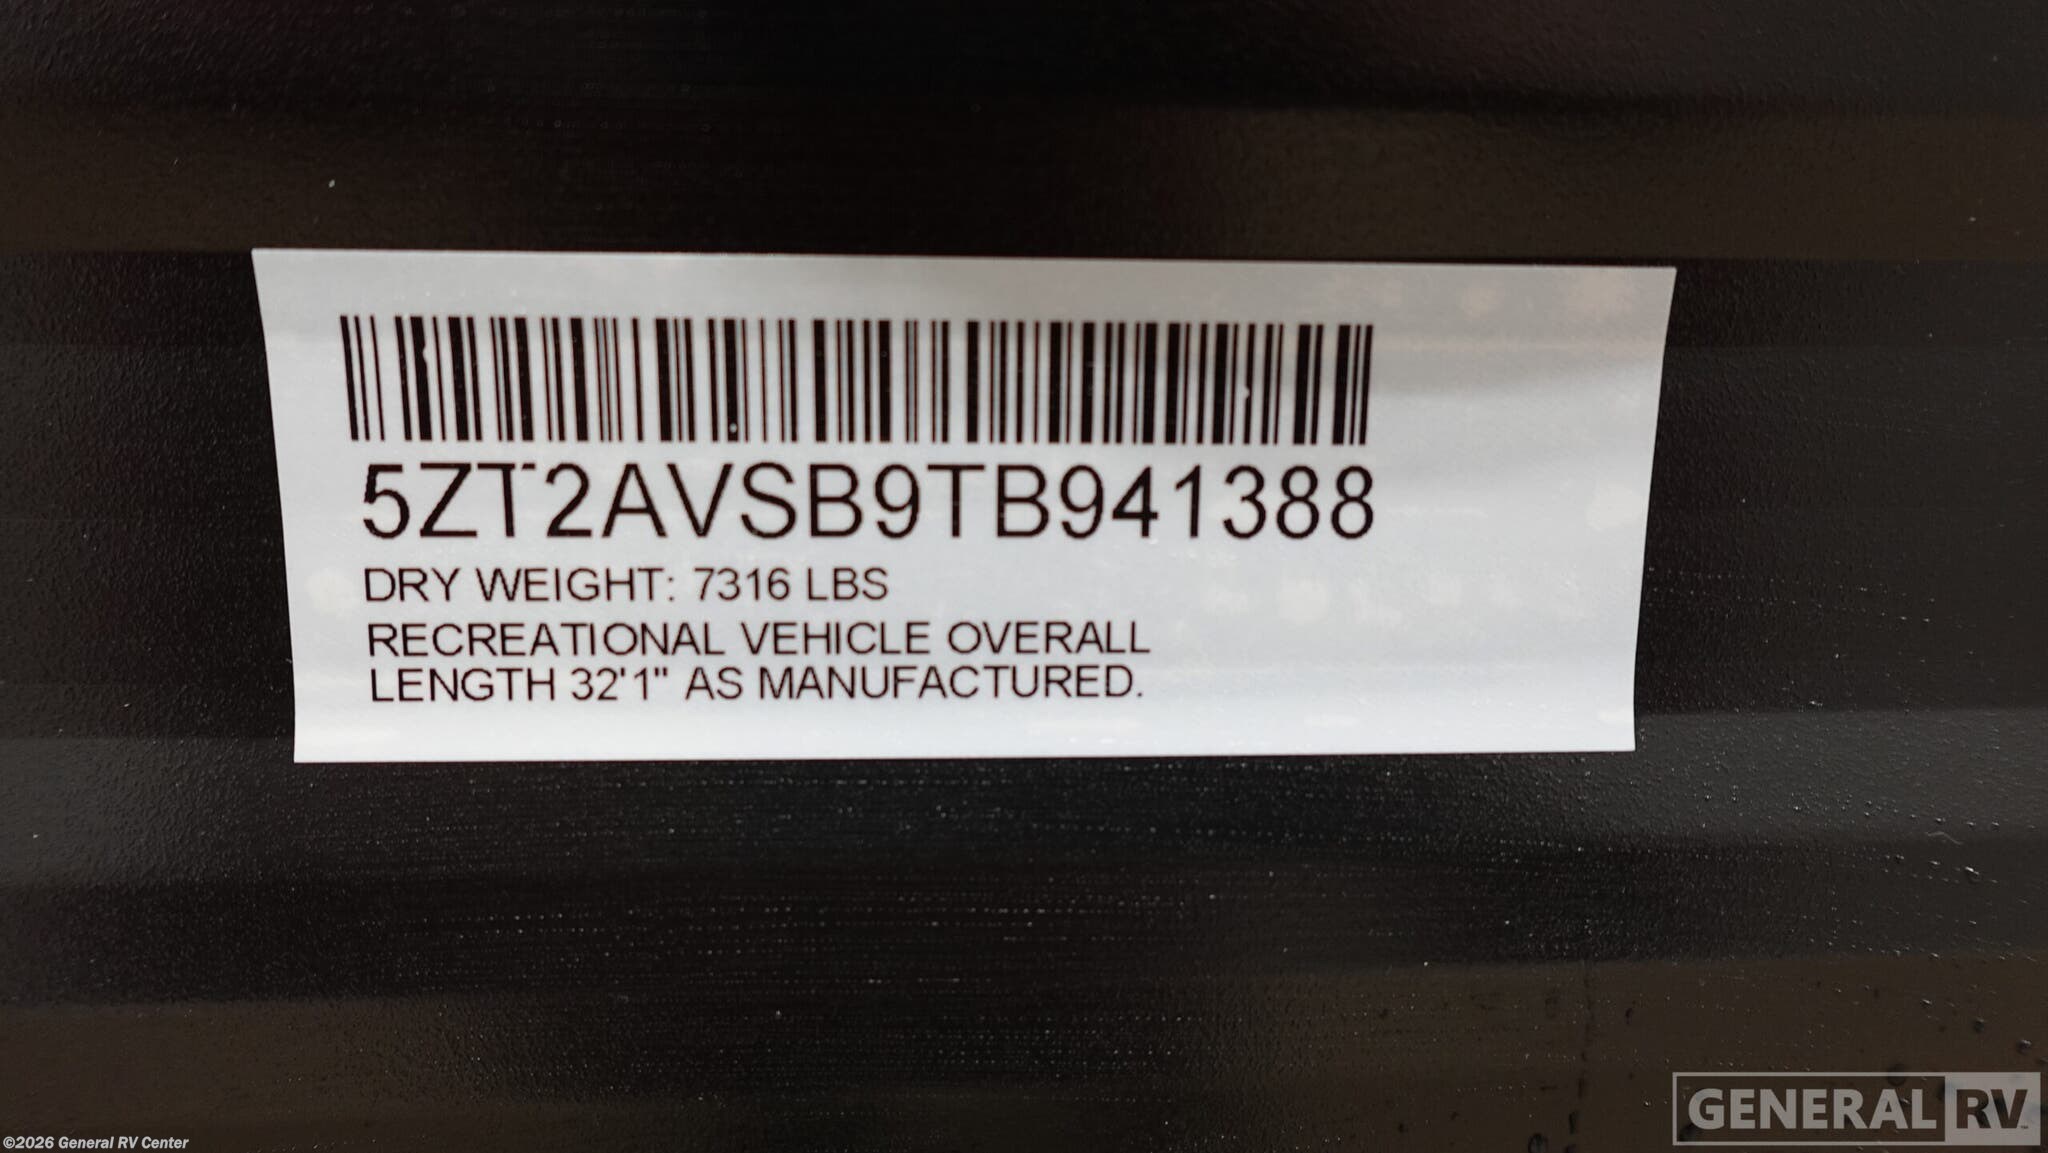 5ZT2AVSB9TB941388
DRY WEIGHT: 7316 LBS
RECREATIONAL VEHICLE OVERALL
LENGTH 32'1" AS MANUFACTURED.
GENERAL RV
©2026 General RV Center